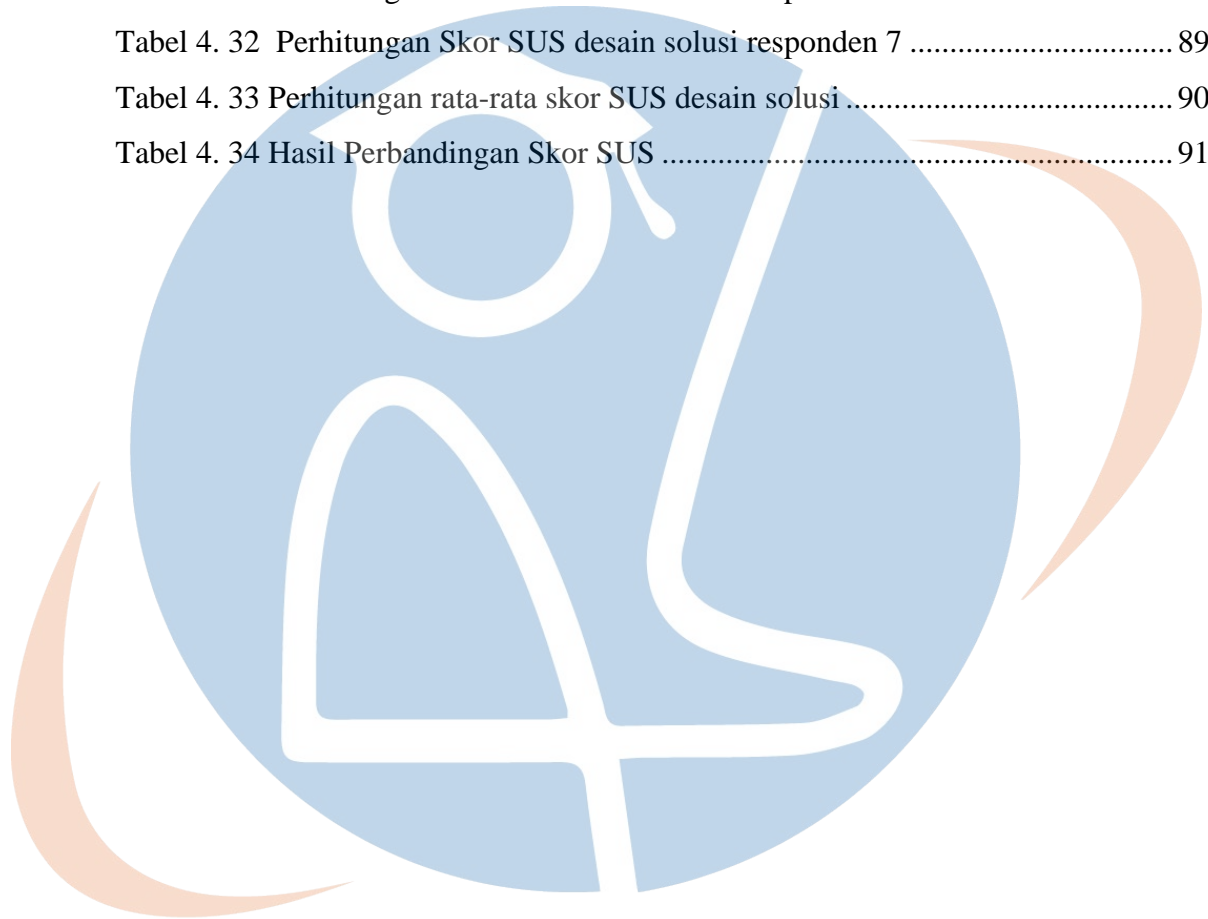 Tabel 4. 32 Perhitungan Skor SUS desain solusi responden 7 ................................ 89
Tabel 4. 33 Perhitungan rata-rata skor SUS desain solusi ........................................ 90
Tabel 4. 34 Hasil Perbandingan Skor SUS ............................................................... 91